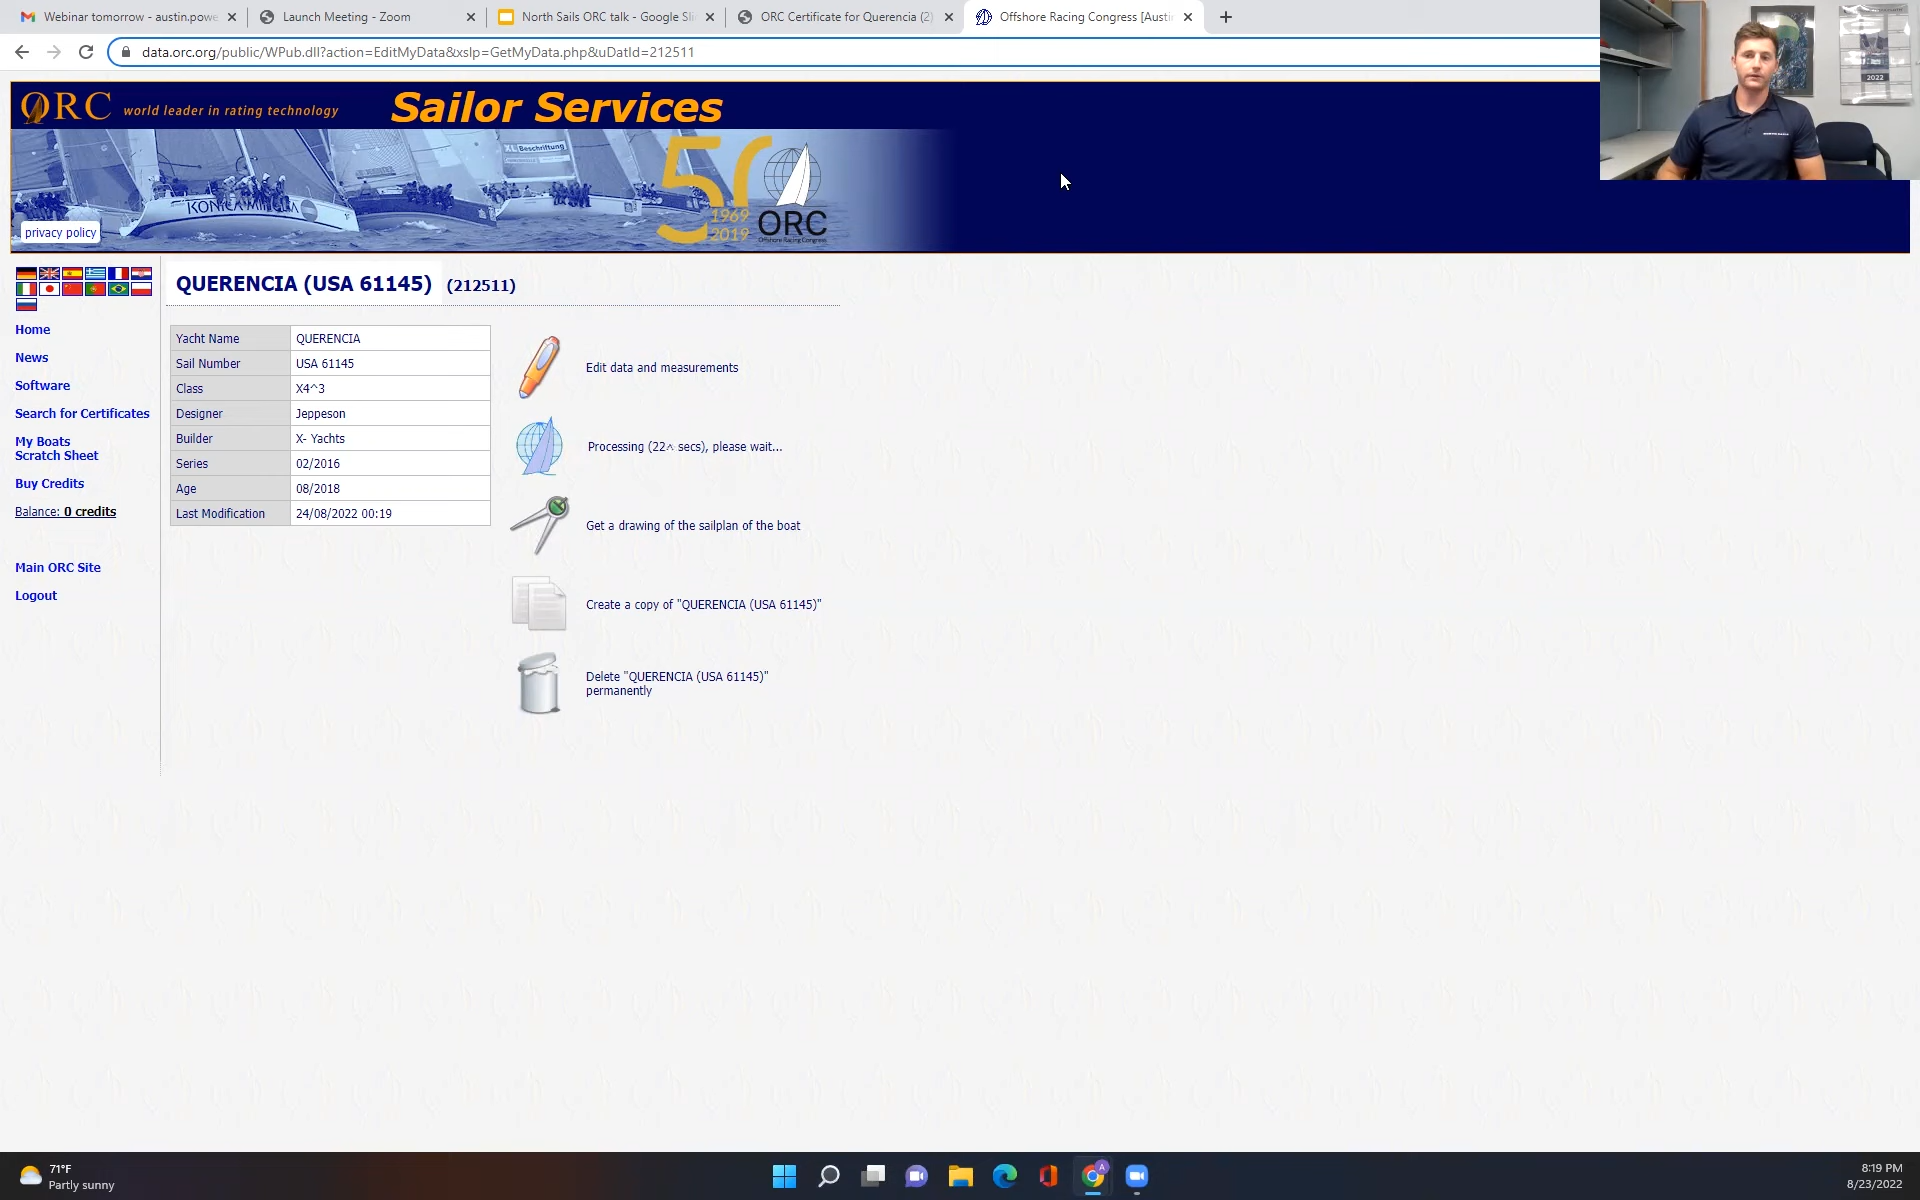 Webinar tomorrow - austin.powe
Launch Meeting - Zoom
North Sails ORC talk - Google Sli
ORC Certificate for Querencia (2)
Offshore Racing Congress [Austi
data.orc.org/public/WPub.dll?action=EditMyData&xslp=GetMyData.php&uDatId=212511
ORC world leader in rating technology
Sailor Services
XL Beschriftung
KONICA MINOLTA
50
1969
2019
ORC
Offshore Racing Congress
privacy policy
2022
QUERENCIA (USA 61145) (212511)
Home
News
Software
Search for Certificates
My Boats
Scratch Sheet
Buy Credits
Balance: 0 credits
Main ORC Site
Logout
Yacht Name QUERENCIA
Sail Number USA 61145
Class X4^3
Designer Jeppeson
Builder X- Yachts
Series 02/2016
Age 08/2018
Last Modification 24/08/2022 00:19
Edit data and measurements
Processing (22^ secs), please wait...
Get a drawing of the sailplan of the boat
Create a copy of "QUERENCIA (USA 61145)"
Delete "QUERENCIA (USA 61145)"
permanently
71°F
Partly sunny
A
8:19 PM
8/23/2022